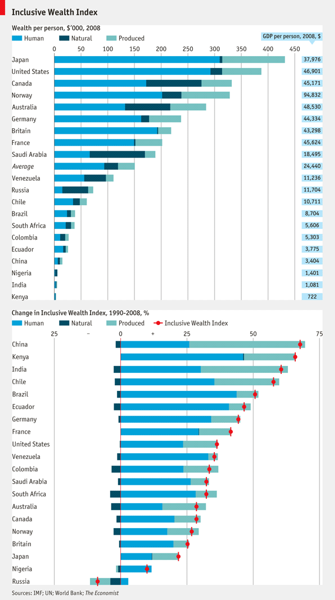 Inclusive Wealth Index
Wealth per person, $'000, 2008
Human Natural Produced
GDP per person, 2008, $
0 50 100 150 200 250 300 350 400 450 500
Japan 37,976
United States 46,901
Canada 45,171
Norway 94,832
Australia 48,530
Germany 44,334
Britain 43,298
France 45,624
Saudi Arabia 18,495
Average 24,440
Venezuela 11,236
Russia 11,704
Chile 10,711
Brazil 8,704
South Africa 5,606
Colombia 5,303
Ecuador 3,775
China 3,404
Nigeria 1,401
India 1,081
Kenya 722
Change in Inclusive Wealth Index, 1990-2008, %
Human Natural Produced Inclusive Wealth Index
25 – 0 + 25 50 75
China
Kenya
India
Chile
Brazil
Ecuador
Germany
France
United States
Venezuela
Colombia
Saudi Arabia
South Africa
Australia
Canada
Norway
Britain
Japan
Nigeria
Russia
Sources: IMF; UN; World Bank; The Economist